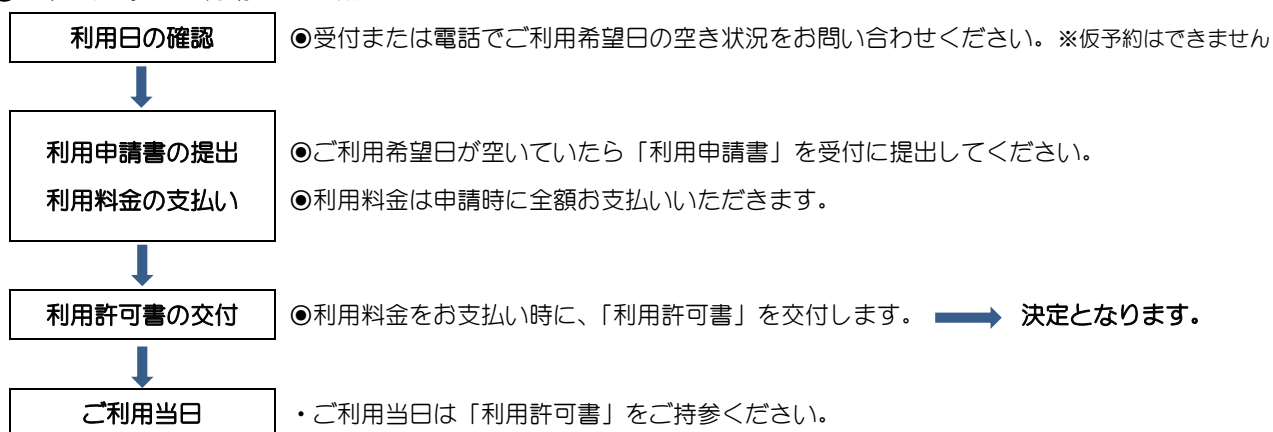 利用日の確認 ◉受付または電話でご利用希望日の空き状況をお問い合わせください。※仮予約はできません
利用申請書の提出 ◉ご利用希望日が空いていたら「利用申請書」を受付に提出してください。
利用料金の支払い ◉利用料金は申請時に全額お支払いいただきます。
利用許可書の交付 ◉利用料金をお支払い時に、「利用許可書」を交付します。 決定となります。
ご利用当日 ・ご利用当日は「利用許可書」をご持参ください。